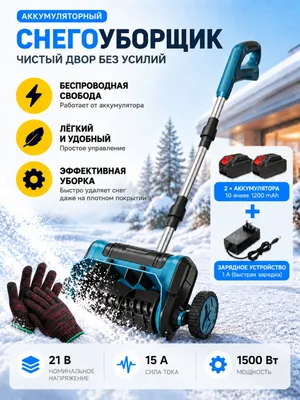 АККУМУЛЯТОРНЫЙ
СНЕГОУБОРЩИК
ЧИСТЫЙ ДВОР БЕЗ УСИЛИЙ
БЕСПРОВОДНАЯ
СВОБОДА
Работает от аккумулятора
ЛЁГКИЙ
И УДОБНЫЙ
Простое управление
ЭФФЕКТИВНАЯ
УБОРКА
Быстро удаляет снег
даже на плотном покрытии
2 × АККУМУЛЯТОРА
10 ячеек 1200 mAh
+
ЗАРЯДНОЕ УСТРОЙСТВО
1 А (быстрая зарядка)
21 В
НОМИНАЛЬНОЕ
НАПРЯЖЕНИЕ
15 А
СИЛА ТОКА
1500 Вт
МОЩНОСТЬ